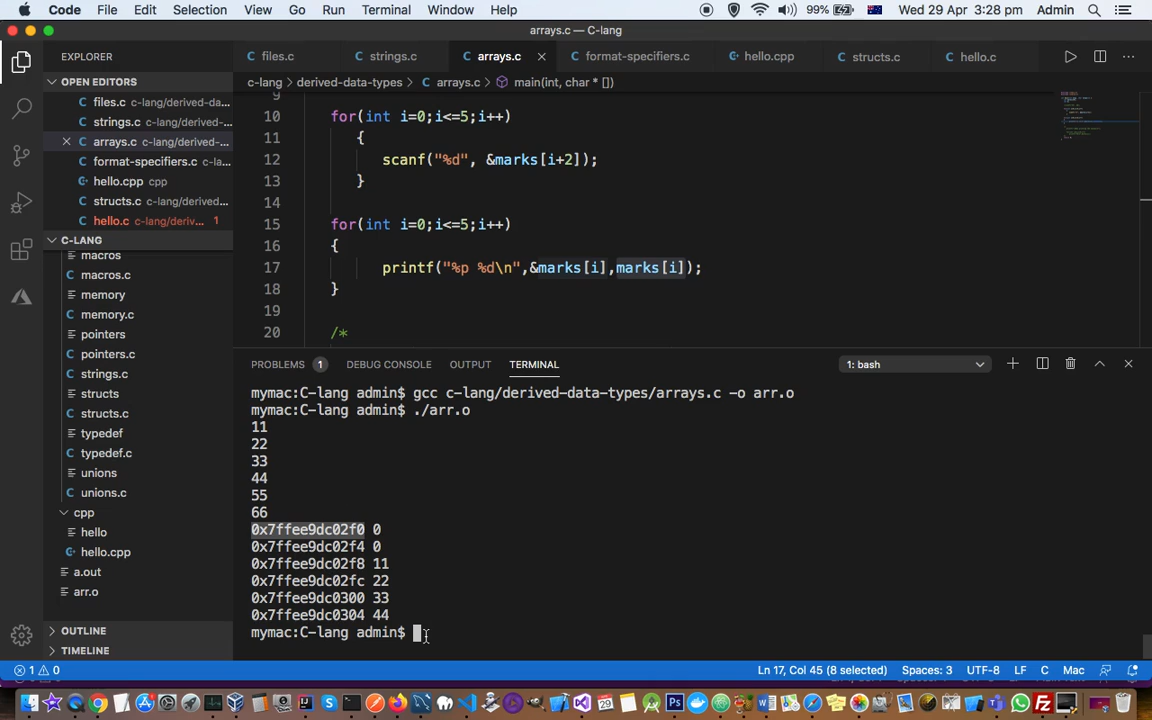 Code File Edit Selection View Go Run Terminal Window Help 99% Wed 29 Apr 3:28 pm Admin
arrays.c — C-lang
EXPLORER
files.c strings.c arrays.c format-specifiers.c hello.cpp structs.c hello.c
OPEN EDITORS
c-lang › derived-data-types › arrays.c › main(int, char * [])
files.c c-lang/derived-da...
strings.c c-lang/derived-...
arrays.c c-lang/derived-...
format-specifiers.c c-la...
hello.cpp cpp
structs.c c-lang/derived...
hello.c c-lang/deriv... 1
C-LANG
macros
macros.c
memory
memory.c
pointers
pointers.c
strings.c
structs
structs.c
typedef
typedef.c
unions
unions.c
cpp
hello
hello.cpp
a.out
arr.o
OUTLINE
TIMELINE
9
10 for(int i=0;i<=5;i++)
11 {
12 scanf("%d", &marks[i+2]);
13 }
14
15 for(int i=0;i<=5;i++)
16 {
17 printf("%p %d\n",&marks[i],marks[i]);
18 }
19
20 /*
PROBLEMS 1 DEBUG CONSOLE OUTPUT TERMINAL 1: bash
mymac:C-lang admin$ gcc c-lang/derived-data-types/arrays.c -o arr.o
mymac:C-lang admin$ ./arr.o
11
22
33
44
55
66
0x7ffee9dc02f0 0
0x7ffee9dc02f4 0
0x7ffee9dc02f8 11
0x7ffee9dc02fc 22
0x7ffee9dc0300 33
0x7ffee9dc0304 44
mymac:C-lang admin$
1 0 Ln 17, Col 45 (8 selected) Spaces: 3 UTF-8 LF C Mac